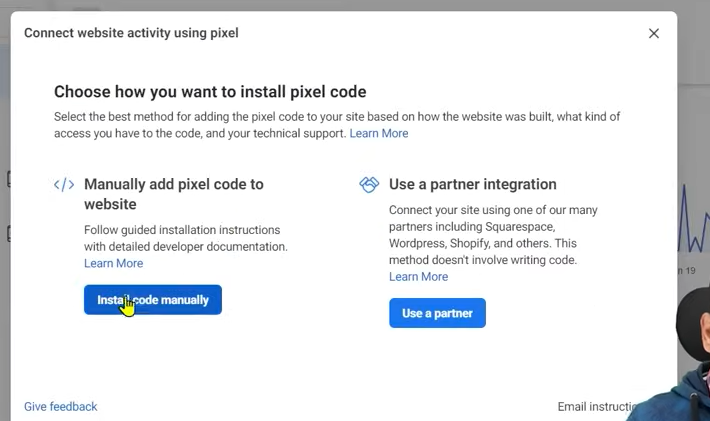 Connect website activity using pixel
Choose how you want to install pixel code
Select the best method for adding the pixel code to your site based on how the website was built, what kind of
access you have to the code, and your technical support. Learn More
Manually add pixel code to
website
Follow guided installation instructions
with detailed developer documentation.
Learn More
Install code manually
Use a partner integration
Connect your site using one of our many
partners including Squarespace,
Wordpress, Shopify, and others. This
method doesn't involve writing code.
Learn More
Use a partner
n 19
Give feedback
Email instructio